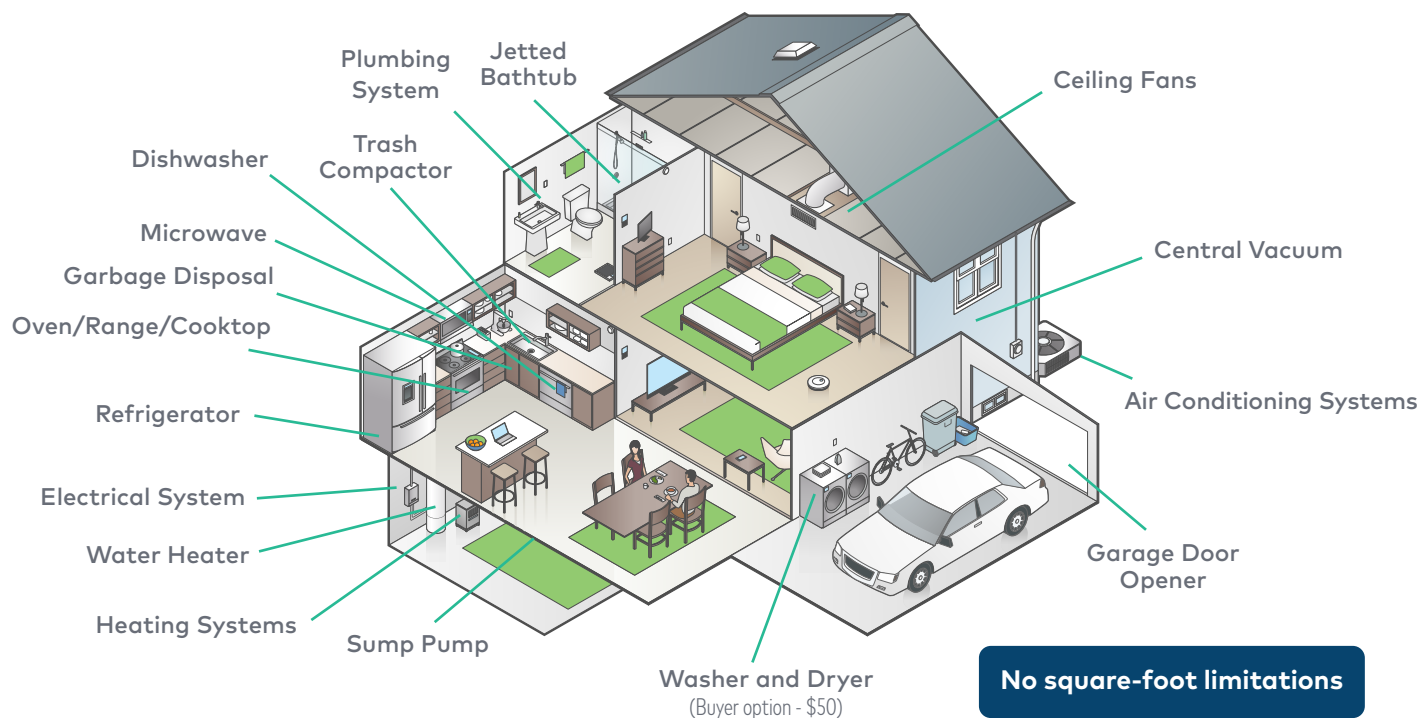 Plumbing
System
Jetted
Bathtub
Ceiling Fans
Dishwasher
Trash
Compactor
Microwave
Central Vacuum
Garbage Disposal
Oven/Range/Cooktop
Refrigerator
Air Conditioning Systems
Electrical System
Water Heater
Garage Door
Opener
Heating Systems
Sump Pump
Washer and Dryer
(Buyer option - $50)
No square-foot limitations